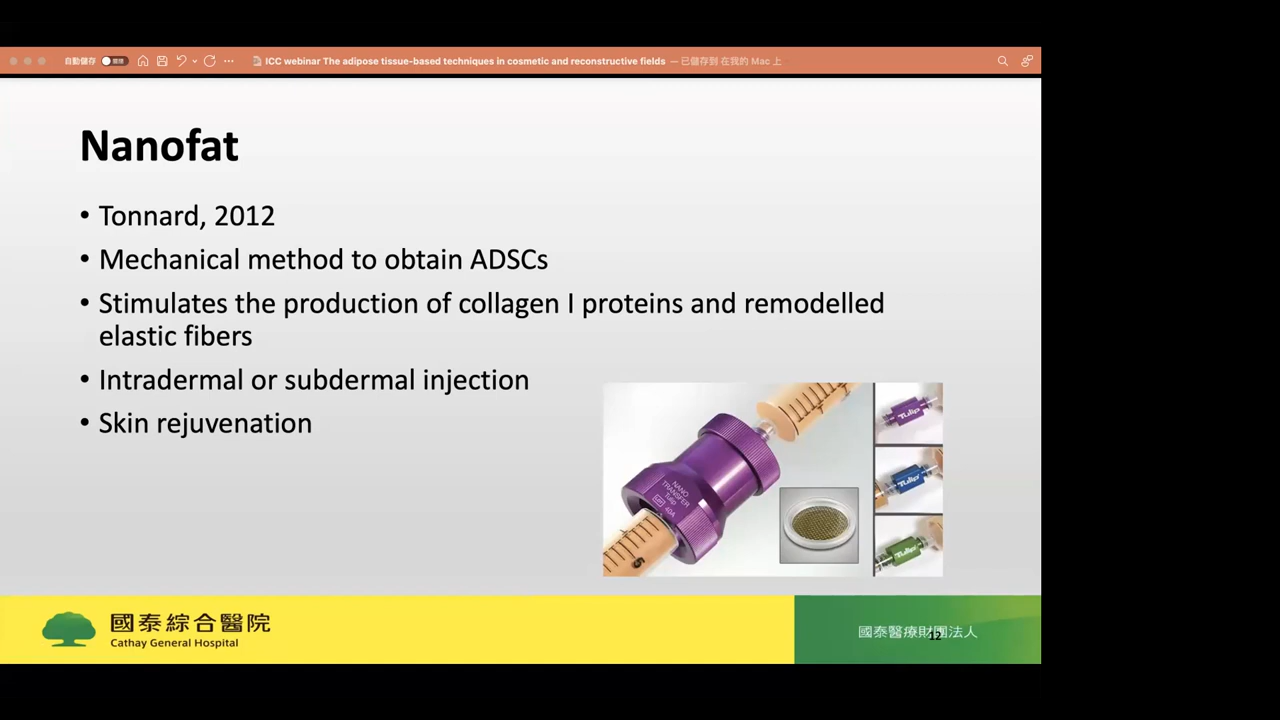 自動儲存
ICC webinar The adipose tissue-based techniques in cosmetic and reconstructive fields — 已儲存到 在我的 Mac 上
Nanofat
• Tonnard, 2012
• Mechanical method to obtain ADSCs
• Stimulates the production of collagen I proteins and remodelled
elastic fibers
• Intradermal or subdermal injection
• Skin rejuvenation
NANO
TRANSFER
Tulip
5
Tulip
Tulip
Tulip
國泰綜合醫院
Cathay General Hospital
國泰醫療財團法人
12